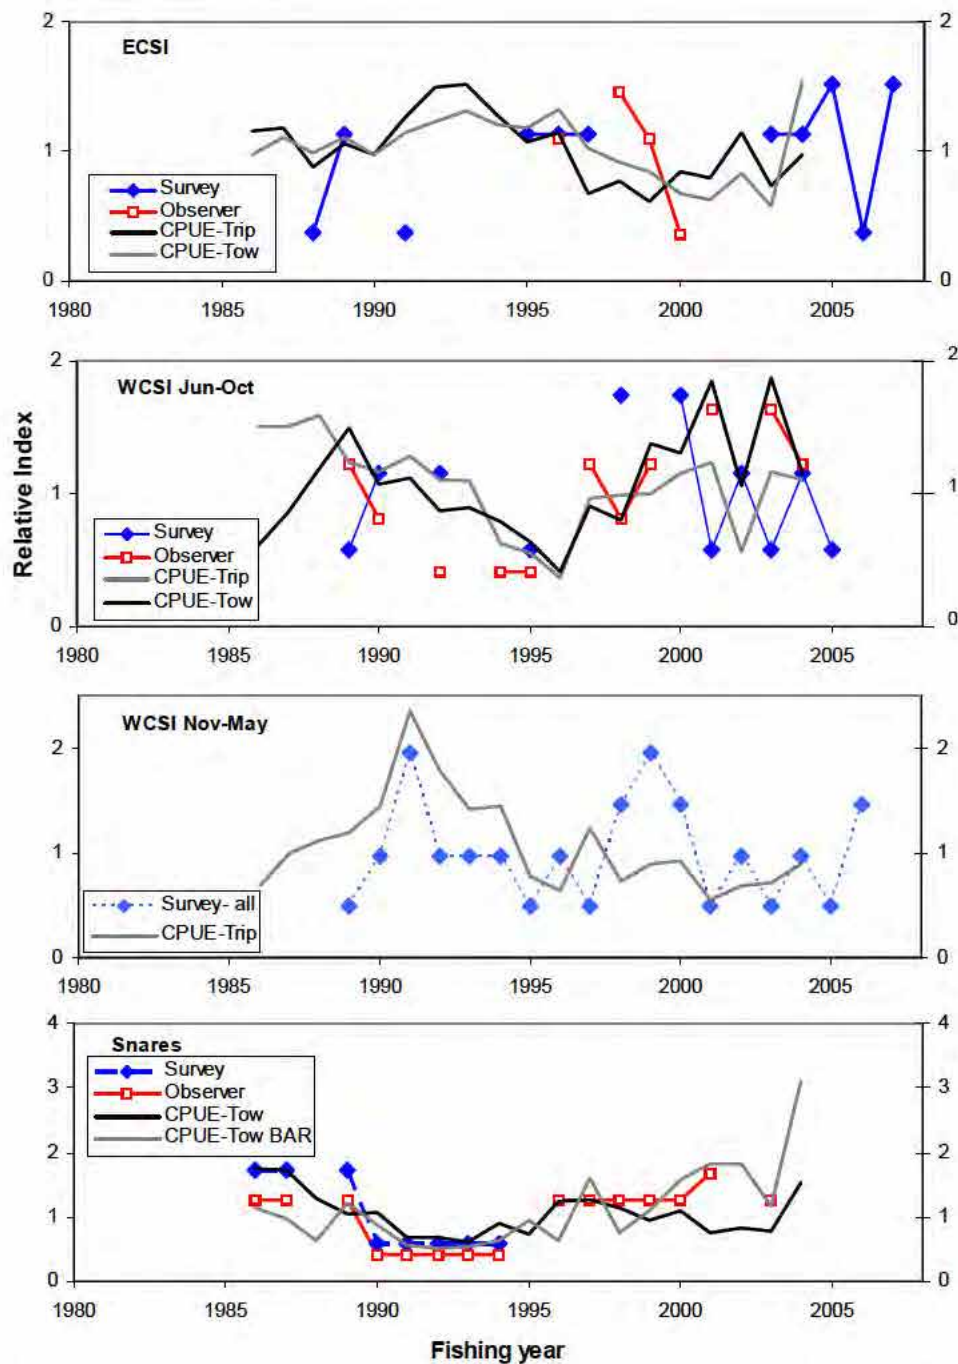 2 2
ECSI
1 1
Survey
Observer
CPUE-Trip
CPUE-Tow
0 0
1980 1985 1990 1995 2000 2005
2 2
WCSI Jun-Oct
1 1
Survey
Observer
CPUE-Trip
CPUE-Tow
0 0
1980 1985 1990 1995 2000 2005
Relative Index
WCSI Nov-May
2 2
1 1
Survey- all
CPUE-Trip
0 0
1980 1985 1990 1995 2000 2005
4 4
Snares
Survey
3 3
Observer
CPUE-Tow
CPUE-Tow BAR
2 2
1 1
0 0
1980 1985 1990 1995 2000 2005
Fishing year